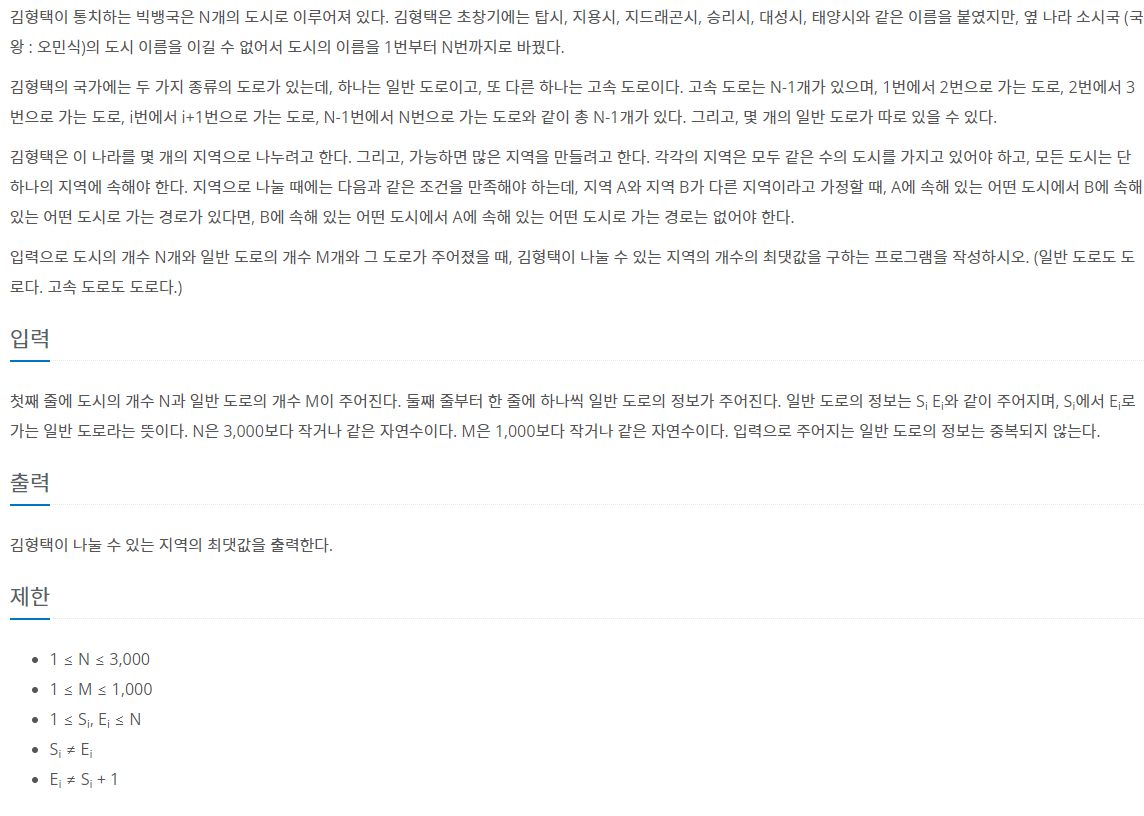 김형택이 통치하는 빅뱅국은 N개의 도시로 이루어져 있다. 김형택은 초창기에는 탑시, 지용시, 지드래곤시, 승리시, 대성시, 태양시와 같은 이름을 붙였지만, 옆 나라 소시국 (국
왕 : 오민식)의 도시 이름을 이길 수 없어서 도시의 이름을 1번부터 N번까지로 바꿨다.
김형택의 국가에는 두 가지 종류의 도로가 있는데, 하나는 일반 도로이고, 또 다른 하나는 고속 도로이다. 고속 도로는 N-1개가 있으며, 1번에서 2번으로 가는 도로, 2번에서 3
번으로 가는 도로, i번에서 i+1번으로 가는 도로, N-1번에서 N번으로 가는 도로와 같이 총 N-1개가 있다. 그리고, 몇 개의 일반 도로가 따로 있을 수 있다.
김형택은 이 나라를 몇 개의 지역으로 나누려고 한다. 그리고, 가능하면 많은 지역을 만들려고 한다. 각각의 지역은 모두 같은 수의 도시를 가지고 있어야 하고, 모든 도시는 단
하나의 지역에 속해야 한다. 지역으로 나눌 때에는 다음과 같은 조건을 만족해야 하는데, 지역 A와 지역 B가 다른 지역이라고 가정할 때, A에 속해 있는 어떤 도시에서 B에 속해
있는 어떤 도시로 가는 경로가 있다면, B에 속해 있는 어떤 도시에서 A에 속해 있는 어떤 도시로 가는 경로는 없어야 한다.
입력으로 도시의 개수 N개와 일반 도로의 개수 M개와 그 도로가 주어졌을 때, 김형택이 나눌 수 있는 지역의 개수의 최댓값을 구하는 프로그램을 작성하시오. (일반 도로도 도
로다. 고속 도로도 도로다.)
입력
첫째 줄에 도시의 개수 N과 일반 도로의 개수 M이 주어진다. 둘째 줄부터 한 줄에 하나씩 일반 도로의 정보가 주어진다. 일반 도로의 정보는 Si Ei와 같이 주어지며, Si에서 Ei로
가는 일반 도로라는 뜻이다. N은 3,000보다 작거나 같은 자연수이다. M은 1,000보다 작거나 같은 자연수이다. 입력으로 주어지는 일반 도로의 정보는 중복되지 않는다.
출력
김형택이 나눌 수 있는 지역의 최댓값을 출력한다.
제한
• 1 ≤ N ≤ 3,000
• 1 ≤ M ≤ 1,000
• 1 ≤ Si, Ei ≤ N
• Si ≠ Ei
• Ei ≠ Si + 1